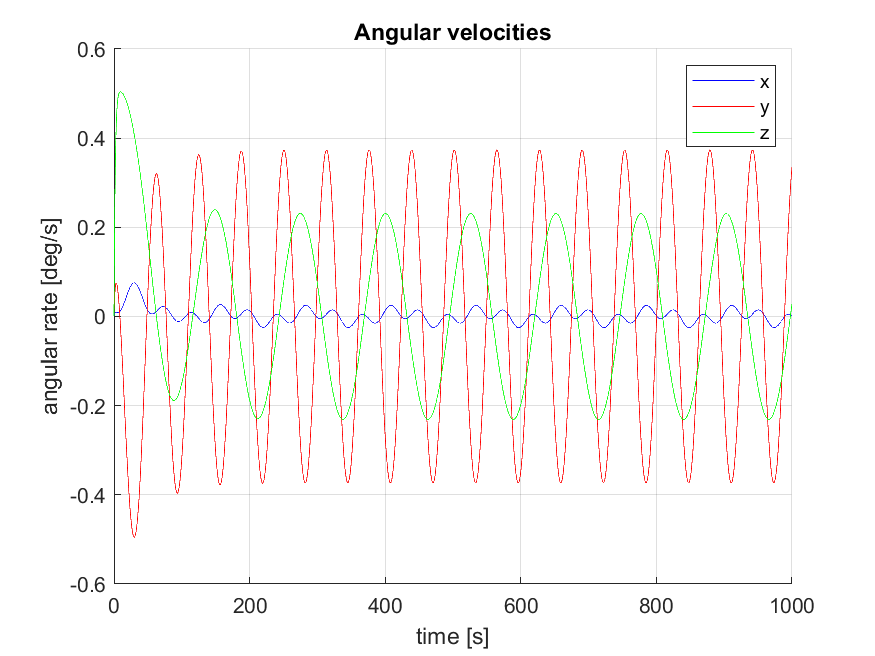 Angular velocities
0.6
0.4
0.2
0
-0.2
-0.4
-0.6
angular rate [deg/s]
x
y
z
0 200 400 600 800 1000
time [s]